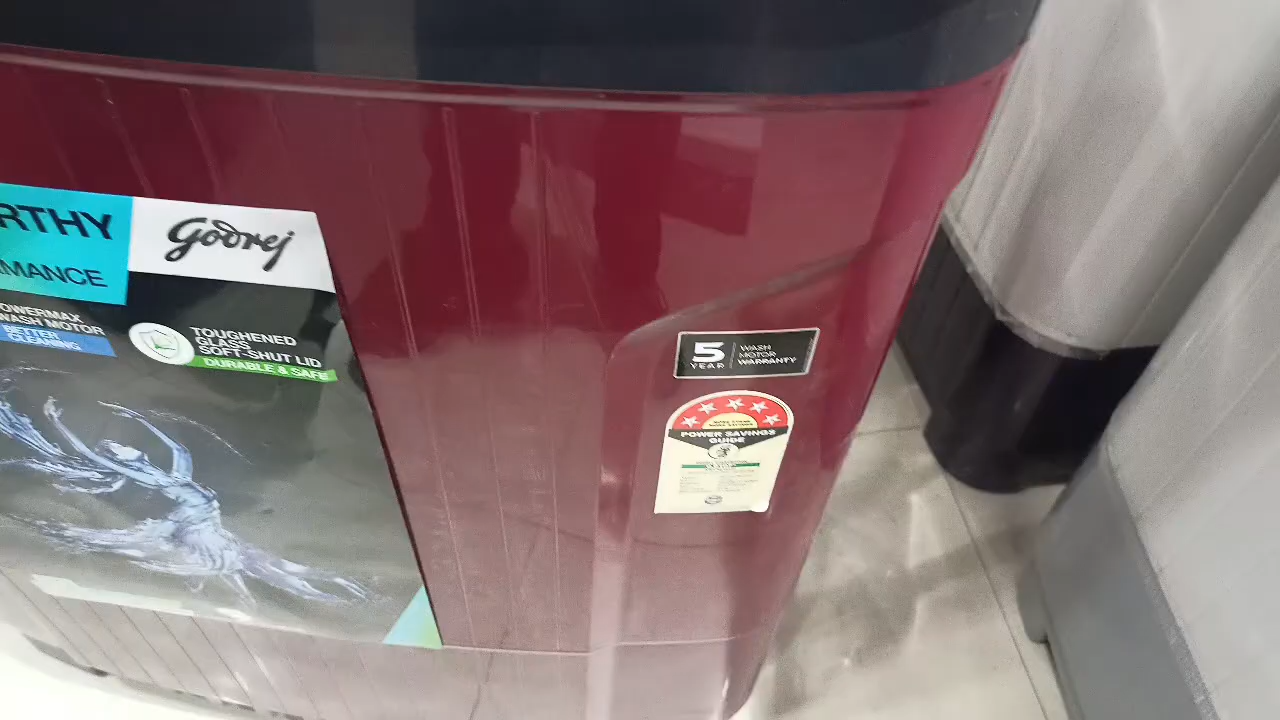 RTHY
Godrej
MANCE
OWERMAX
WASH MOTOR
BETTER
CLEANING
TOUGHENED
GLASS
SOFT-SHUT LID
DURABLE & SAFE
5
YEAR
WASH
MOTOR
WARRANTY
POWER SAVINGS
GUIDE